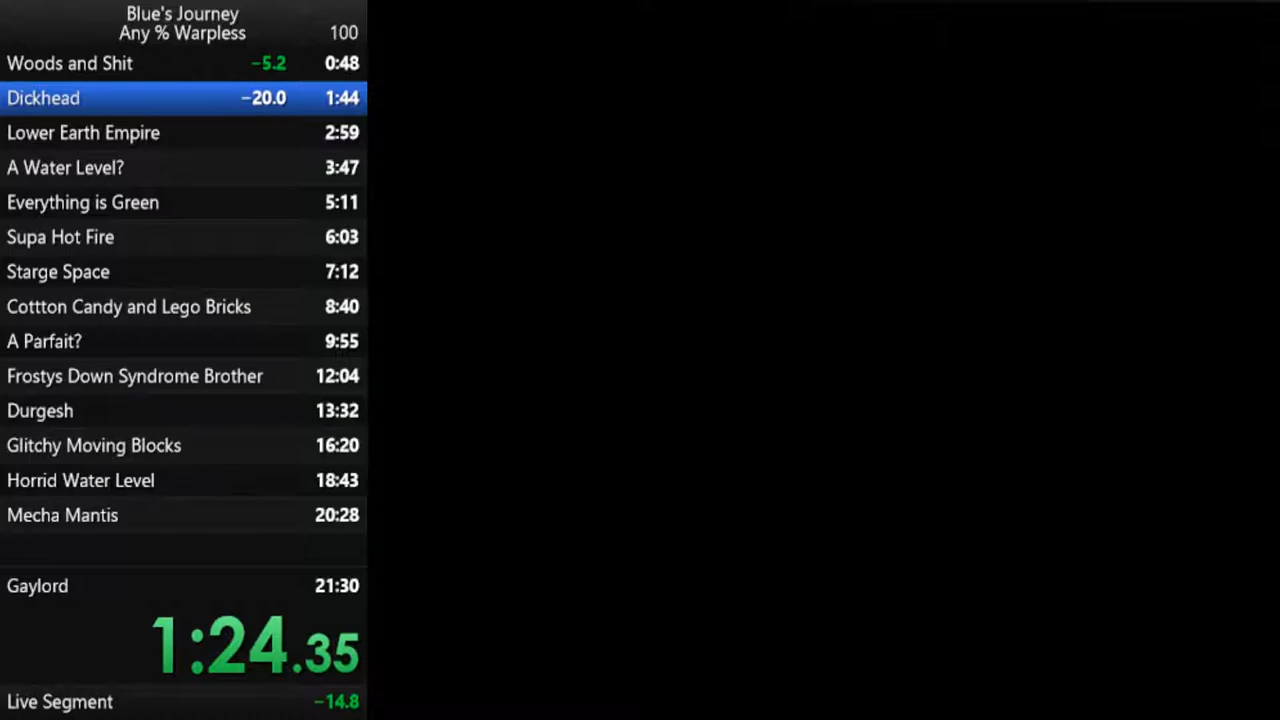 Blue's Journey
Any % Warpless 100
Woods and Shit −5.2 0:48
Dickhead −20.0 1:44
Lower Earth Empire 2:59
A Water Level? 3:47
Everything is Green 5:11
Supa Hot Fire 6:03
Starge Space 7:12
Cottton Candy and Lego Bricks 8:40
A Parfait? 9:55
Frostys Down Syndrome Brother 12:04
Durgesh 13:32
Glitchy Moving Blocks 16:20
Horrid Water Level 18:43
Mecha Mantis 20:28
Gaylord 21:30
1:24.35
Live Segment −14.8